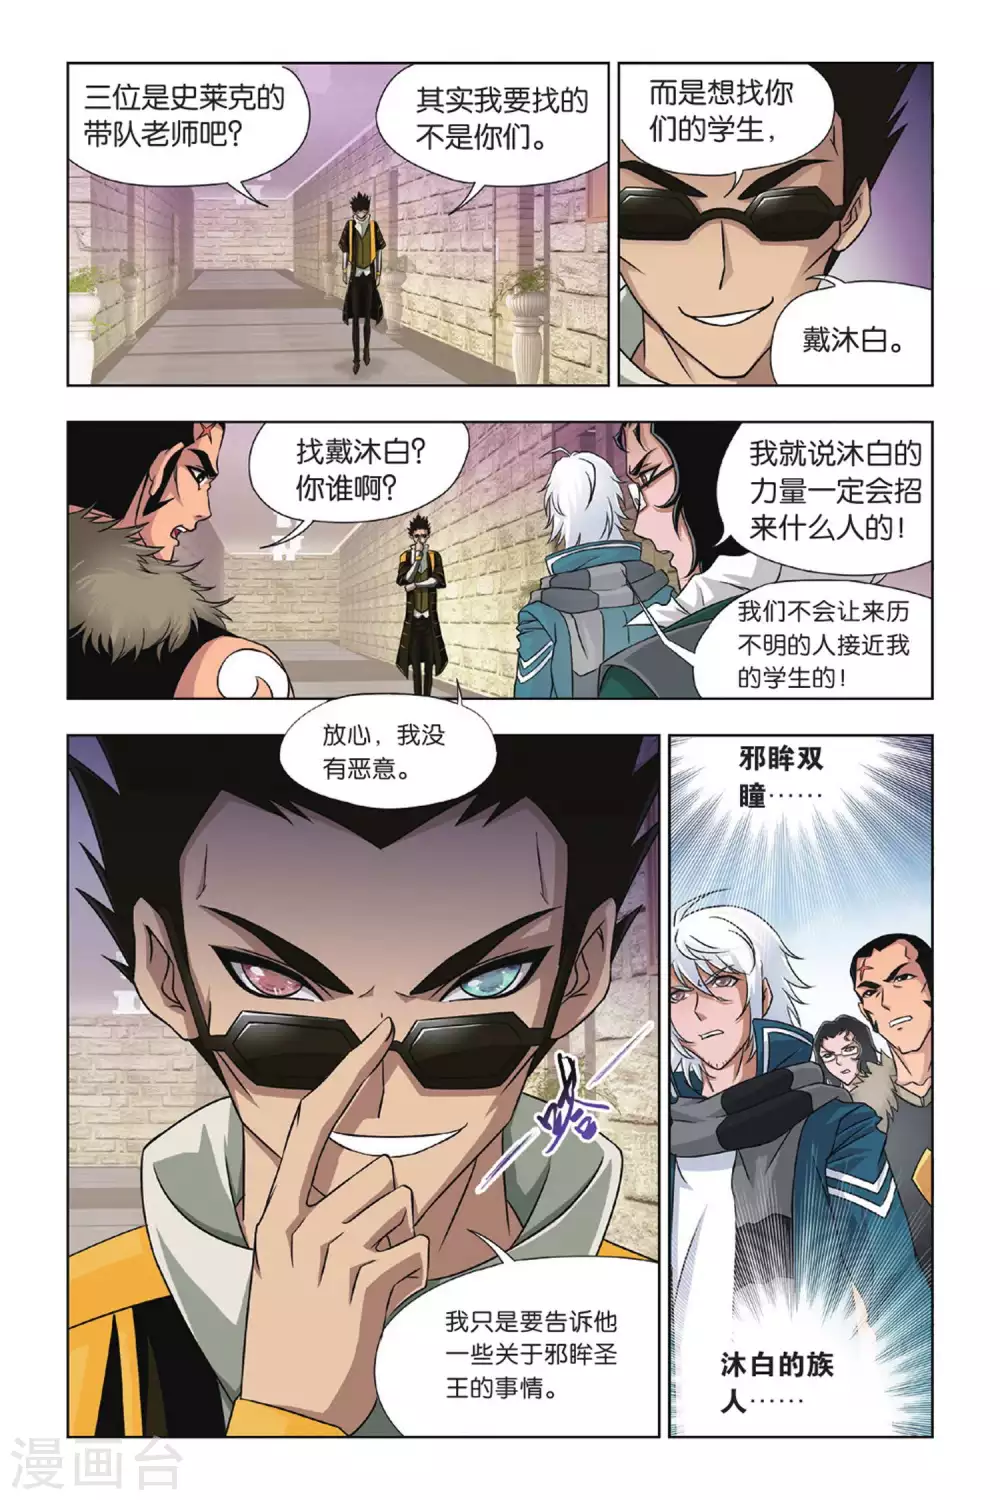 三位是史莱克的
带队老师吧？
其实我要找的
不是你们。
而是想找你
们的学生，
戴沐白。
找戴沐白？
你谁啊？
我就说沐白的
力量一定会招
来什么人的！
我们不会让来历
不明的人接近我
的学生的！
放心，我没
有恶意。
嗒
我只是要告诉他
一些关于邪眸圣
王的事情。
邪眸双
瞳……
沐白的族
人……
漫画台